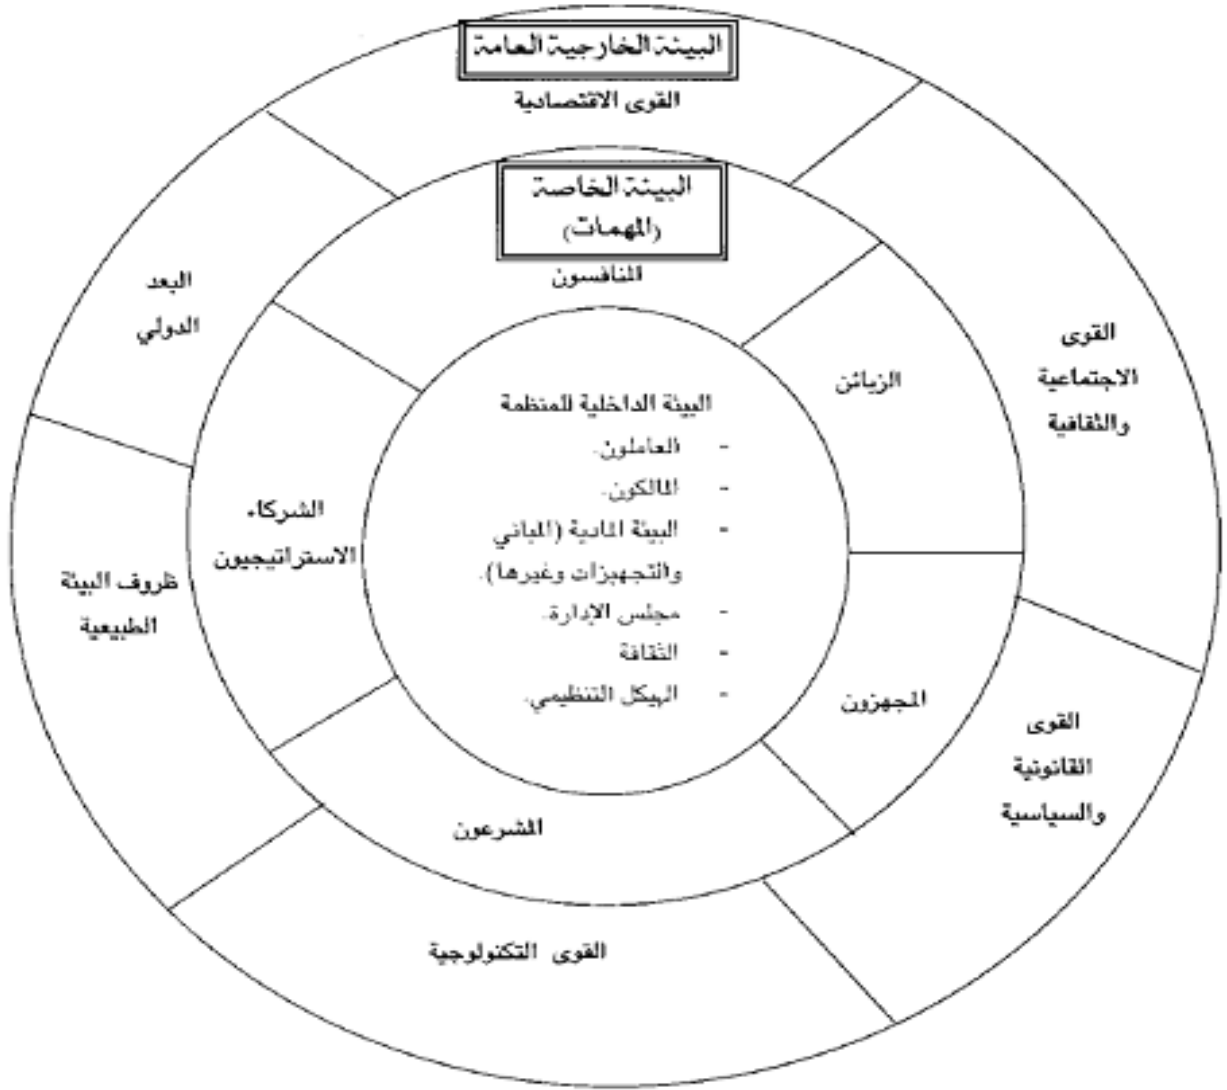 البيئة الخارجية العامة
القوى الاقتصادية
البيئة الخاصة
(المهمات)
المنافسون
البعد
الدولي
القوى
الاجتماعية
والثقافية
الزبائن
البيئة الداخلية للمنظمة
- العاملون.
- المالكون.
- البيئة المادية (المباني
والتجهيزات وغيرها).
- مجلس الإدارة.
- الثقافة
- الهيكل التنظيمي.
الشركاء
الاستراتيجيون
ظروف البيئة
الطبيعية
المجهزون
القوى
القانونية
والسياسية
المشرعون
القوى التكنولوجية